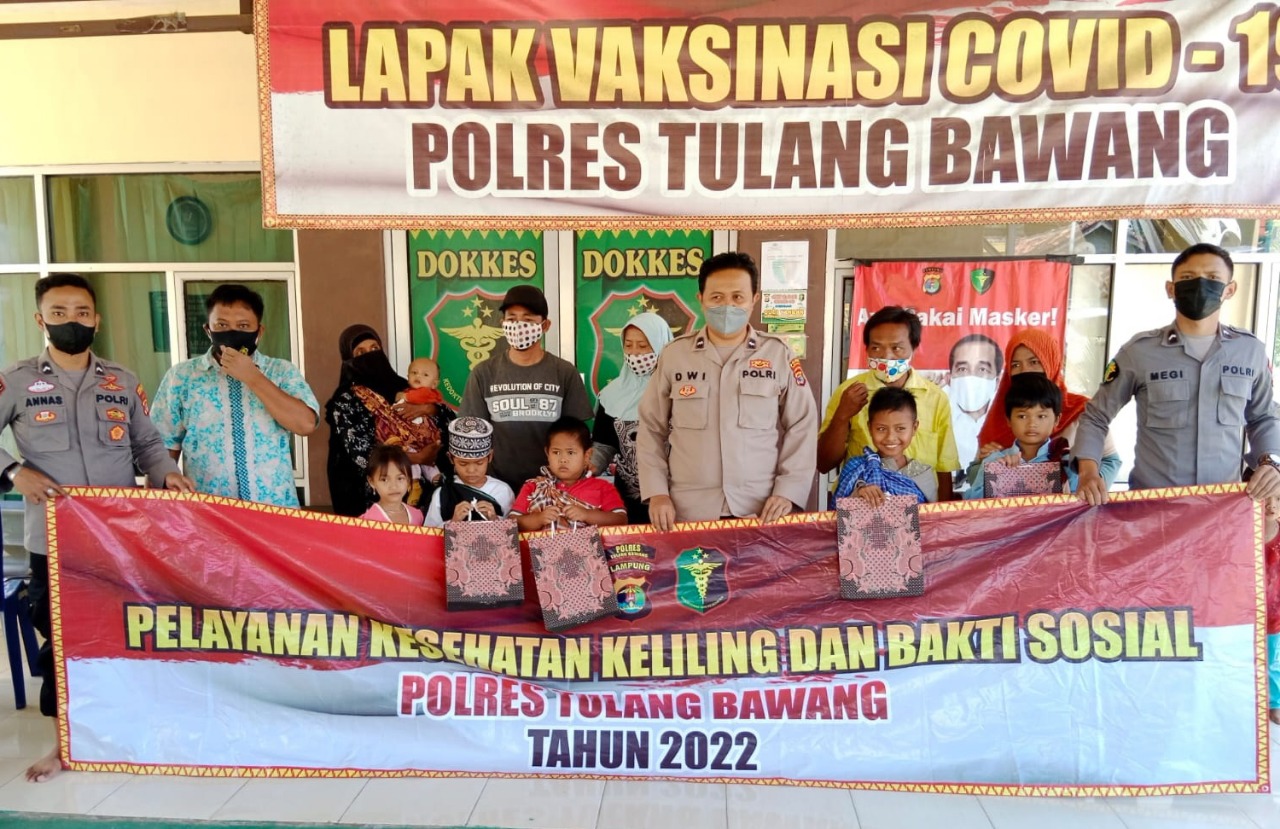 LAPAK VAKSINASI COVID - 19
POLRES TULANG BAWANG
DOKKES
DOKKES
Pakai Masker!
REVOLUTION OF CITY
SOUL 87
BROOKLYN
ANNAS POLRI
DWI POLRI
MEGI POLRI
POLRES
LAMPUNG
PELAYANAN KESEHATAN KELILING DAN BAKTI SOSIAL
POLRES TULANG BAWANG
TAHUN 2022